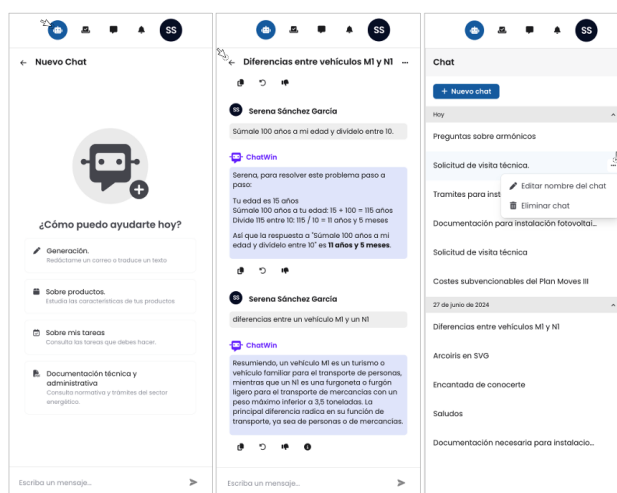 SS
← Nuevo Chat
¿Cómo puedo ayudarte hoy?
Generación.
Redáctame un correo o traduce un texto
Sobre productos.
Estudia las características de tus productos
Sobre mis tareas
Consulta las tareas que debes hacer.
Documentación técnica y
administrativa
Consulta normativa y trámites del sector
energético.
Escriba un mensaje...
SS
← Diferencias entre vehículos M1 y N1 ...
SS Serena Sánchez García
Súmale 100 años a mi edad y divídelo entre 10.
ChatWin
Serena, para resolver este problema paso a
paso:
Tu edad es 15 años
Súmale 100 años a tu edad: 15 + 100 = 115 años
Divide 115 entre 10: 115 / 10 = 11 años y 5 meses
Así que la respuesta a "Súmale 100 años a mi
edad y divídelo entre 10" es 11 años y 5 meses.
SS Serena Sánchez García
diferencias entre un vehículo M1 y un N1
ChatWin
Resumiendo, un vehículo M1 es un turismo o
vehículo familiar para el transporte de personas,
mientras que un N1 es una furgoneta o furgón
ligero para el transporte de mercancías con un
peso máximo inferior a 3,5 toneladas. La
principal diferencia radica en su función de
transporte, ya sea de personas o de mercancías.
Escriba un mensaje...
SS
Chat
+ Nuevo chat
Hoy
Preguntas sobre armónicos
Solicitud de visita técnica.
Editar nombre del chat
Tramites para inst
Eliminar chat
Documentación para instalación fotovoltai...
Solicitud de visita técnica
Costes subvencionables del Plan Moves III
27 de junio de 2024
Diferencias entre vehículos M1 y N1
Arcoiris en SVG
Encantada de conocerte
Saludos
Documentación necesaria para instalacio...